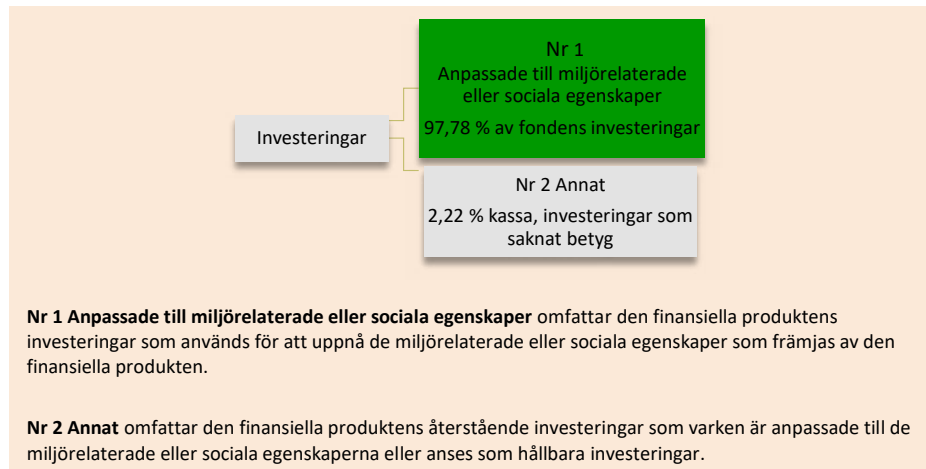 Nr 1
Anpassade till miljörelaterade
eller sociala egenskaper
97,78 % av fondens investeringar
Investeringar
Nr 2 Annat
2,22 % kassa, investeringar som
saknat betyg
Nr 1 Anpassade till miljörelaterade eller sociala egenskaper omfattar den finansiella produktens
investeringar som används för att uppnå de miljörelaterade eller sociala egenskaper som främjas av den
finansiella produkten.
Nr 2 Annat omfattar den finansiella produktens återstående investeringar som varken är anpassade till de
miljörelaterade eller sociala egenskaperna eller anses som hållbara investeringar.